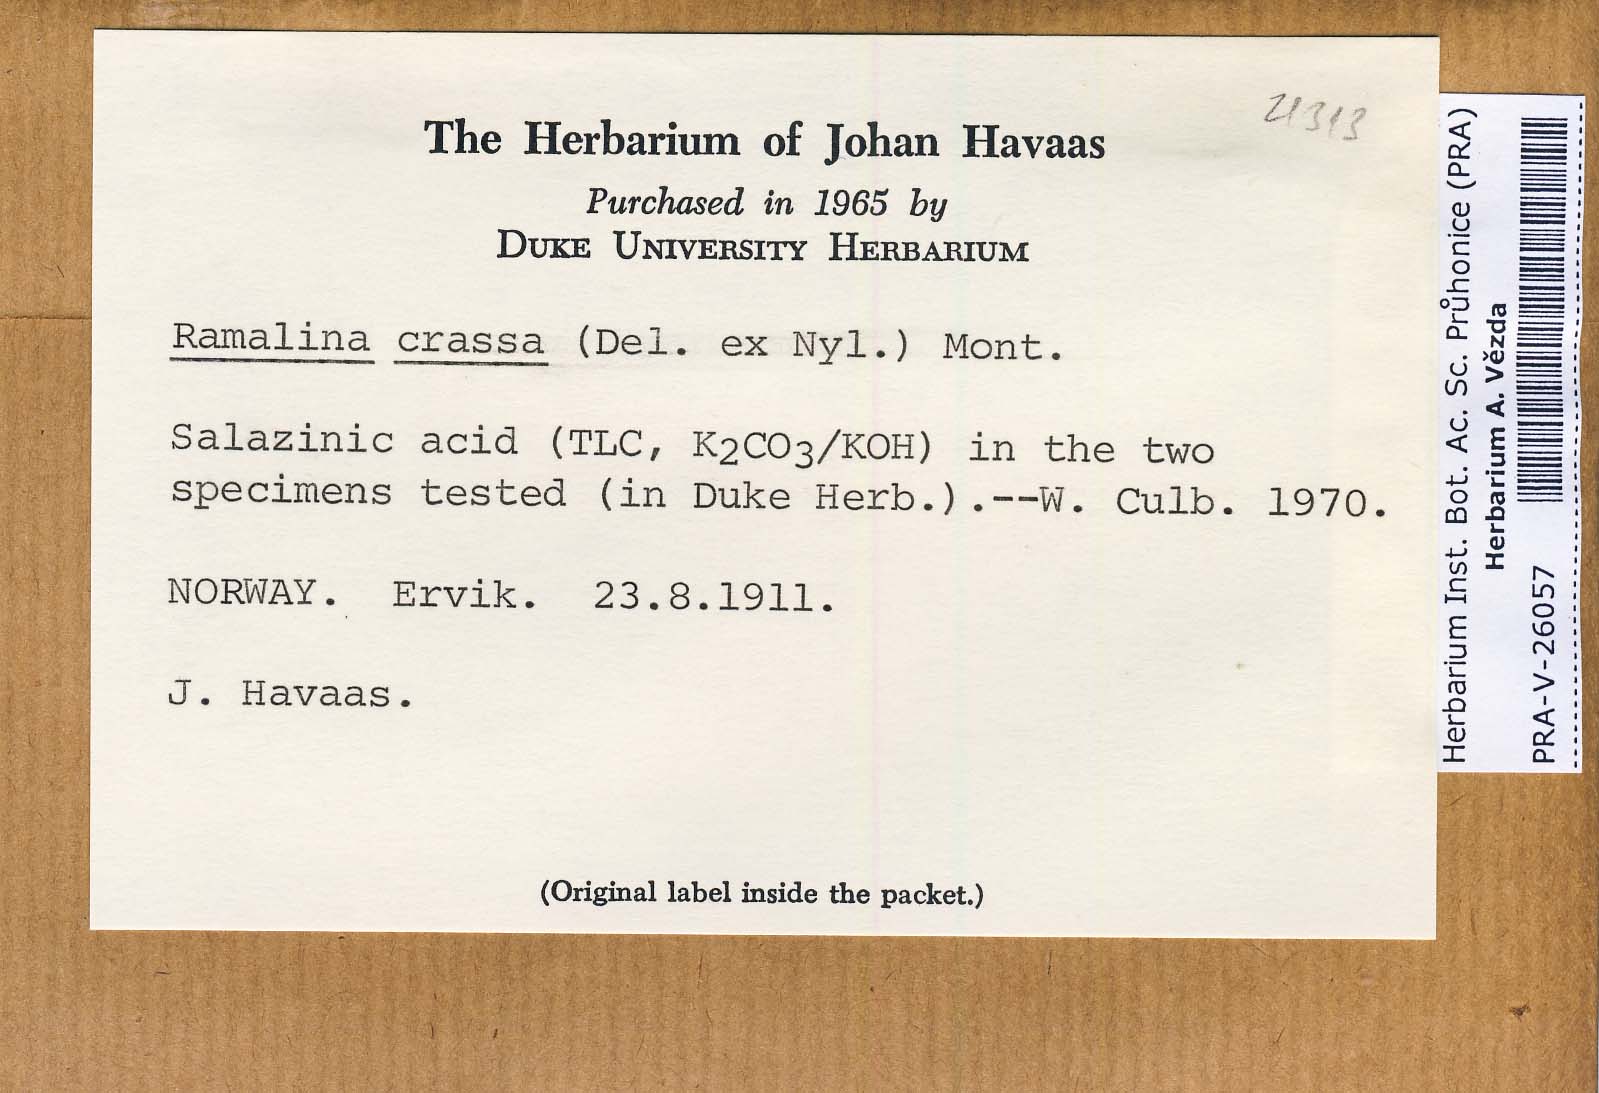 21313
The Herbarium of Johan Havaas
Purchased in 1965 by
DUKE UNIVERSITY HERBARIUM
Ramalina crassa (Del. ex Nyl.) Mont.
Salazinic acid (TLC, K2CO3/KOH) in the two
specimens tested (in Duke Herb.).--W. Culb. 1970.
NORWAY. Ervik. 23.8.1911.
J. Havaas.
(Original label inside the packet.)
Herbarium Inst. Bot. Ac. Sc. Průhonice (PRA)
Herbarium A. Vězda
PRA-V-26057